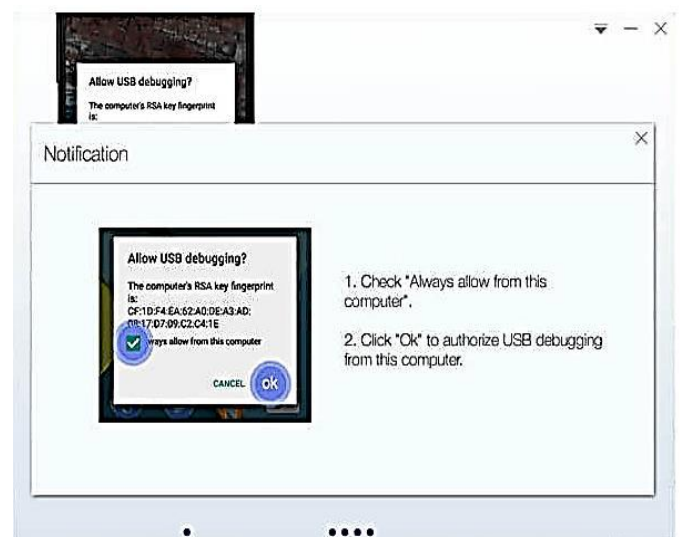 Allow USB debugging?
The computer's RSA key fingerprint
is:
Notification
Allow USB debugging?
The computer's RSA key fingerprint
is:
CF:1D:F4:EA:62:A0:DE:A3:AD:
08:17:D7:09:C2:C4:1E
ways allow from this computer
CANCEL ok
1. Check "Always allow from this
computer".
2. Click "Ok" to authorize USB debugging
from this computer.